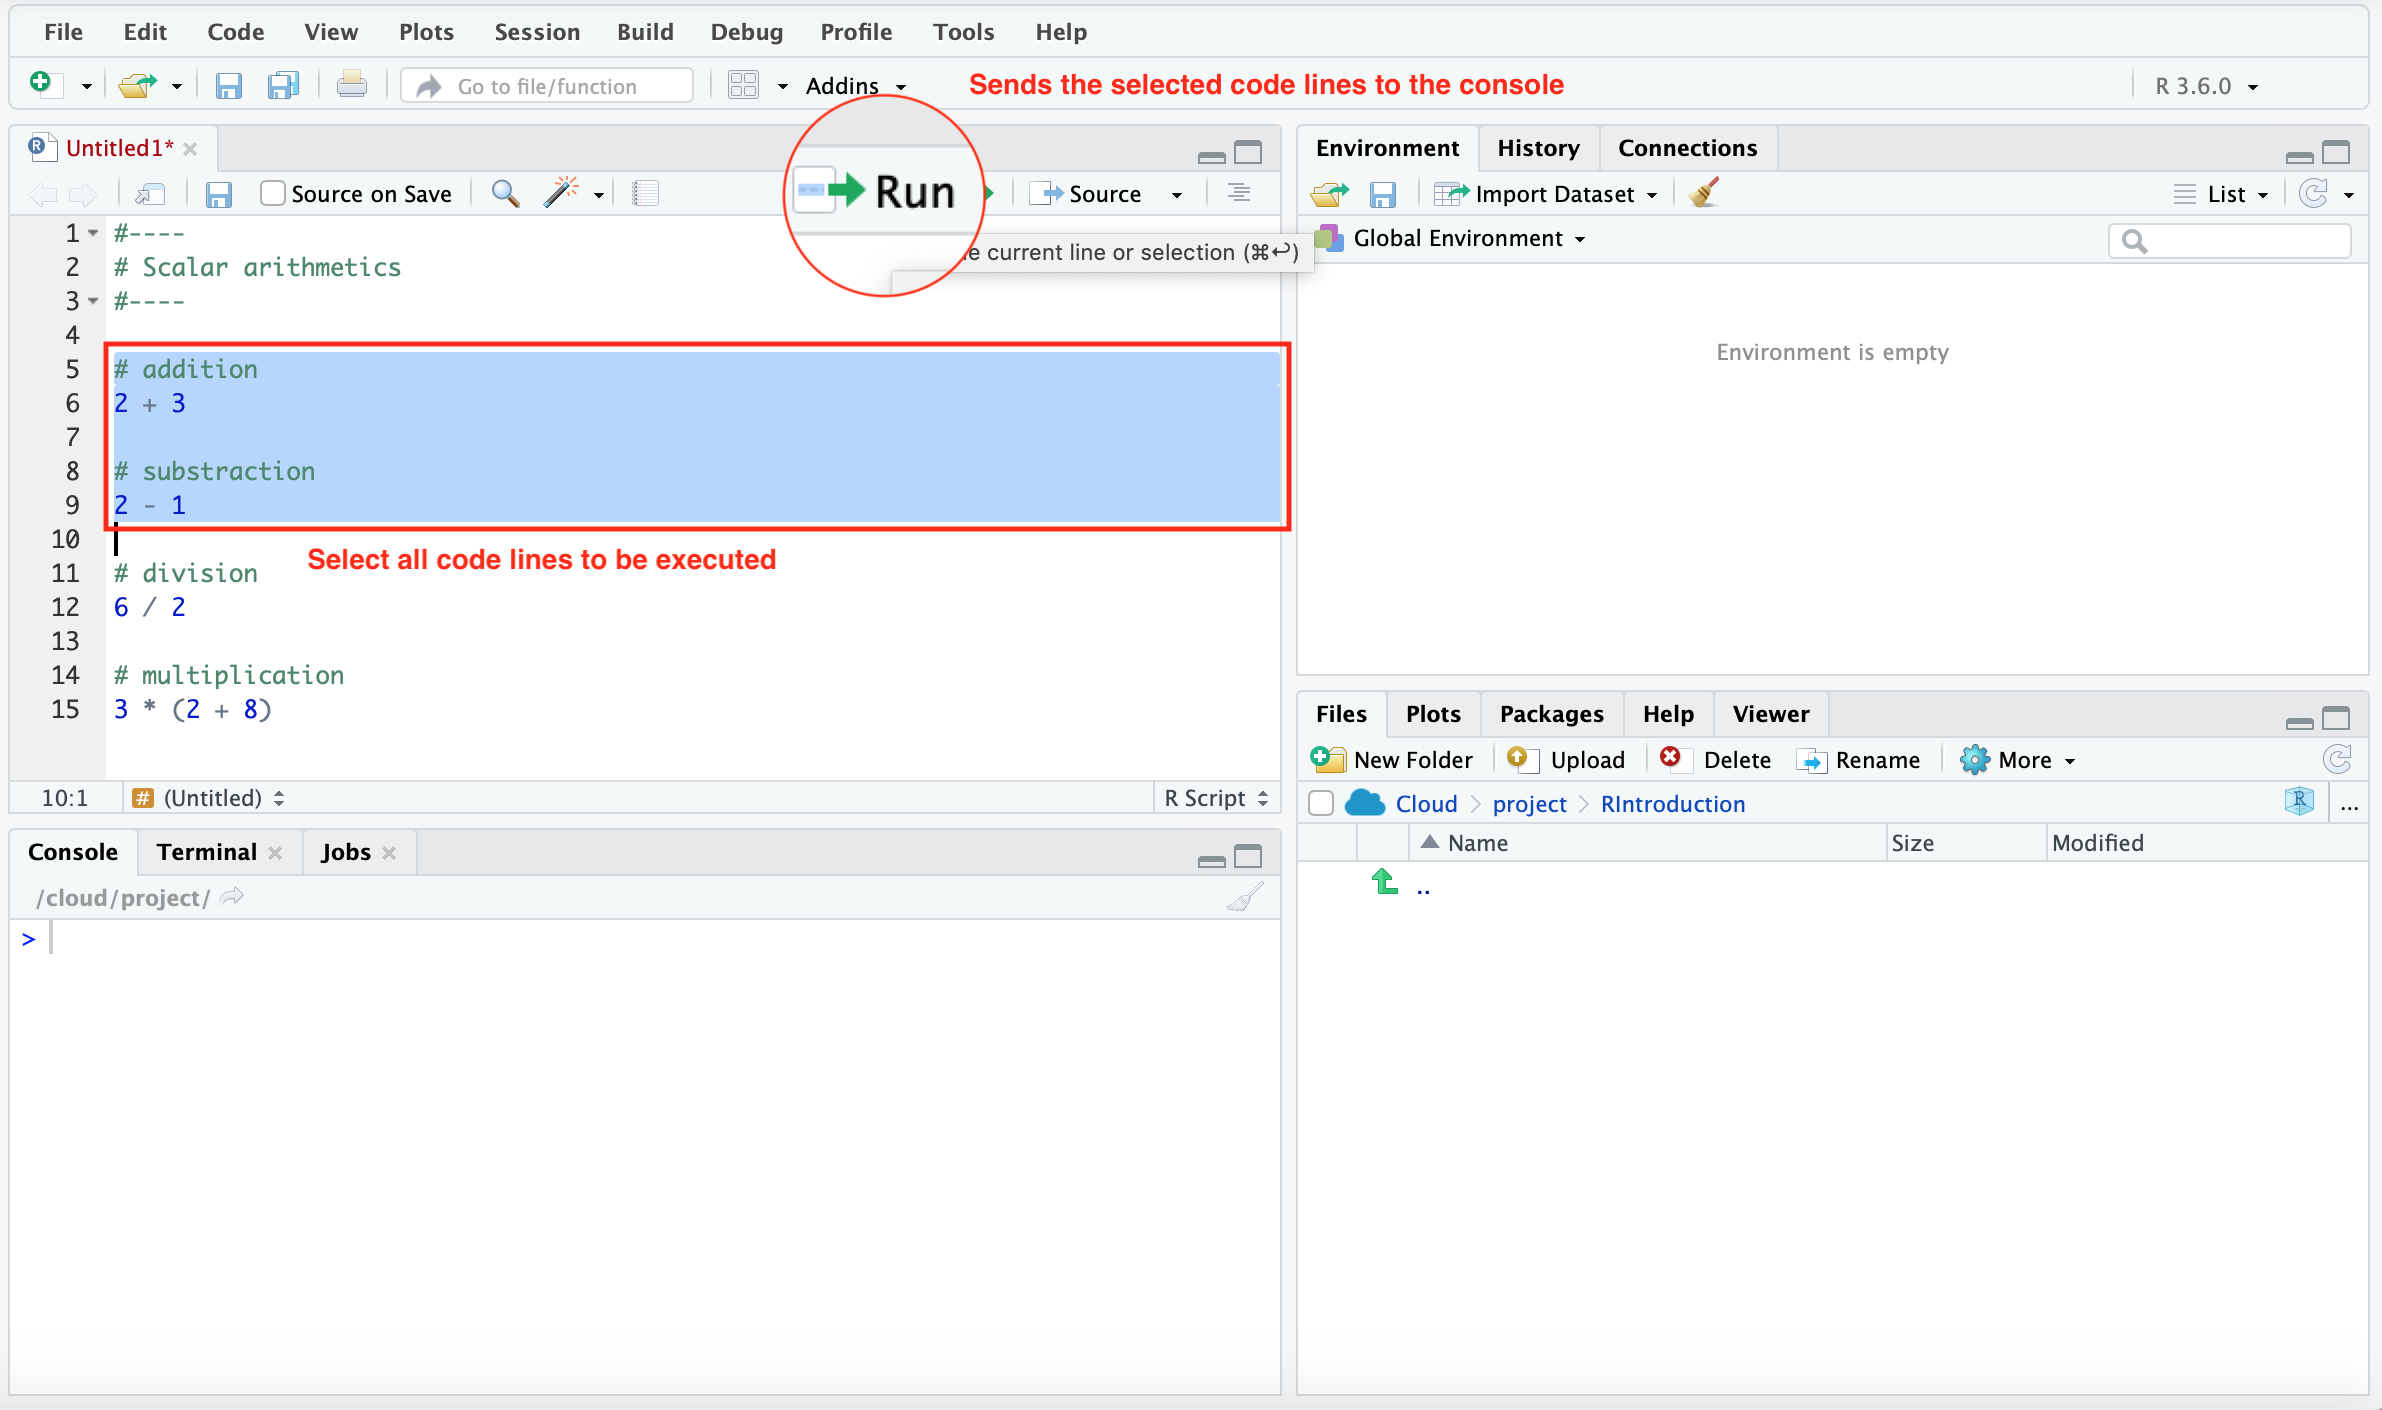 File Edit Code View Plots Session Build Debug Profile Tools Help
Go to file/function Addins Sends the selected code lines to the console R 3.6.0
Untitled1*
Source on Save Run Source
current line or selection (⌘↩)
1 #----
2 # Scalar arithmetics
3 #----
4
5 # addition
6 2 + 3
7
8 # substraction
9 2 - 1
10
Select all code lines to be executed
11 # division
12 6 / 2
13
14 # multiplication
15 3 * (2 + 8)
10:1 # (Untitled) R Script
Console Terminal Jobs
/cloud/project/
>
Environment History Connections
Import Dataset List
Global Environment
Environment is empty
Files Plots Packages Help Viewer
New Folder Upload Delete Rename More
Cloud project RIntroduction R ...
Name Size Modified
..